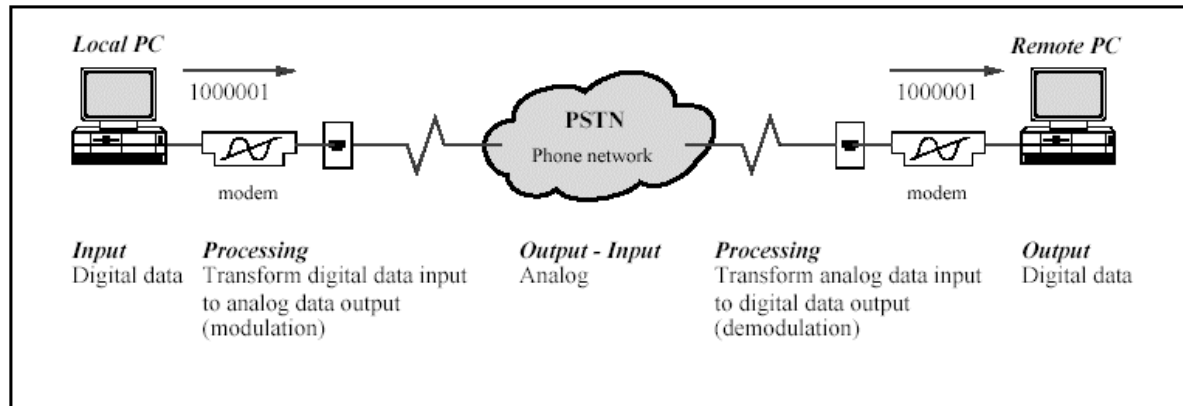 Local PC
Remote PC
1000001
1000001
PSTN
Phone network
modem
modem
Input
Digital data
Processing
Transform digital data input
to analog data output
(modulation)
Output - Input
Analog
Processing
Transform analog data input
to digital data output
(demodulation)
Output
Digital data